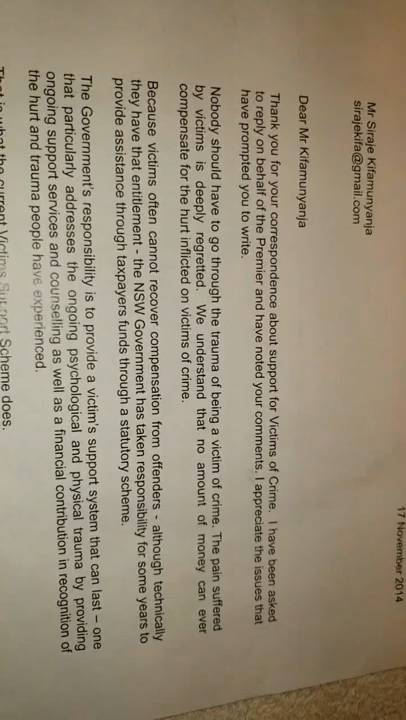 17 November 2014
Mr Siraje Kifamunyanja
sirajekifa@gmail.com
Dear Mr Kifamunyanja
Thank you for your correspondence about support for Victims of Crime. I have been asked
to reply on behalf of the Premier and have noted your comments. I appreciate the issues that
have prompted you to write.
Nobody should have to go through the trauma of being a victim of crime. The pain suffered
by victims is deeply regretted. We understand that no amount of money can ever
compensate for the hurt inflicted on victims of crime.
Because victims often cannot recover compensation from offenders - although technically
they have that entitlement - the NSW Government has taken responsibility for some years to
provide assistance through taxpayers funds through a statutory scheme.
The Government's responsibility is to provide a victim's support system that can last – one
that particularly addresses the ongoing psychological and physical trauma by providing
ongoing support services and counselling as well as a financial contribution in recognition of
the hurt and trauma people have experienced.
That is what the current Victims Support Scheme does.